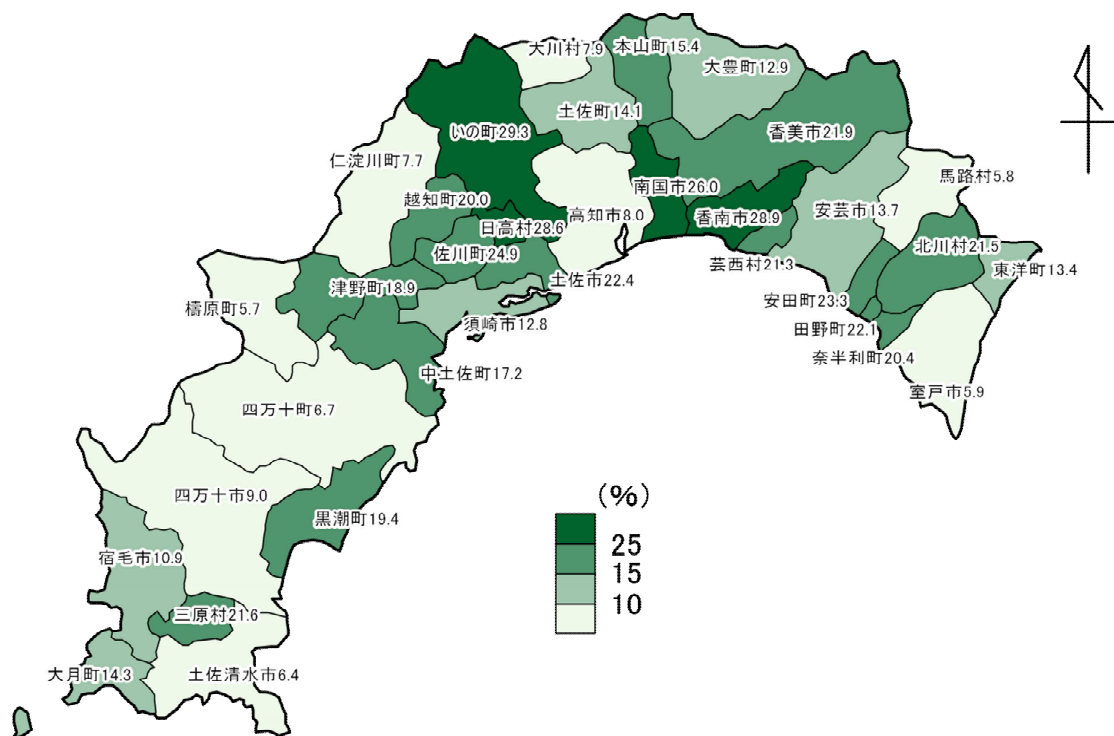 大川村7.9
本山町15.4
大豊町12.9
土佐町14.1
いの町29.3
香美市21.9
仁淀川町7.7
馬路村5.8
越知町20.0
南国市26.0
高知市8.0
香南市28.9
安芸市13.7
日高村28.6
佐川町24.9
北川村21.5
芸西村21.3
東洋町13.4
土佐市22.4
津野町18.9
安田町23.3
檮原町5.7
須崎市12.8
田野町22.1
奈半利町20.4
中土佐町17.2
室戸市5.9
四万十町6.7
四万十市9.0
(%)
黒潮町19.4
25
15
宿毛市10.9
10
三原村21.6
大月町14.3
土佐清水市6.4